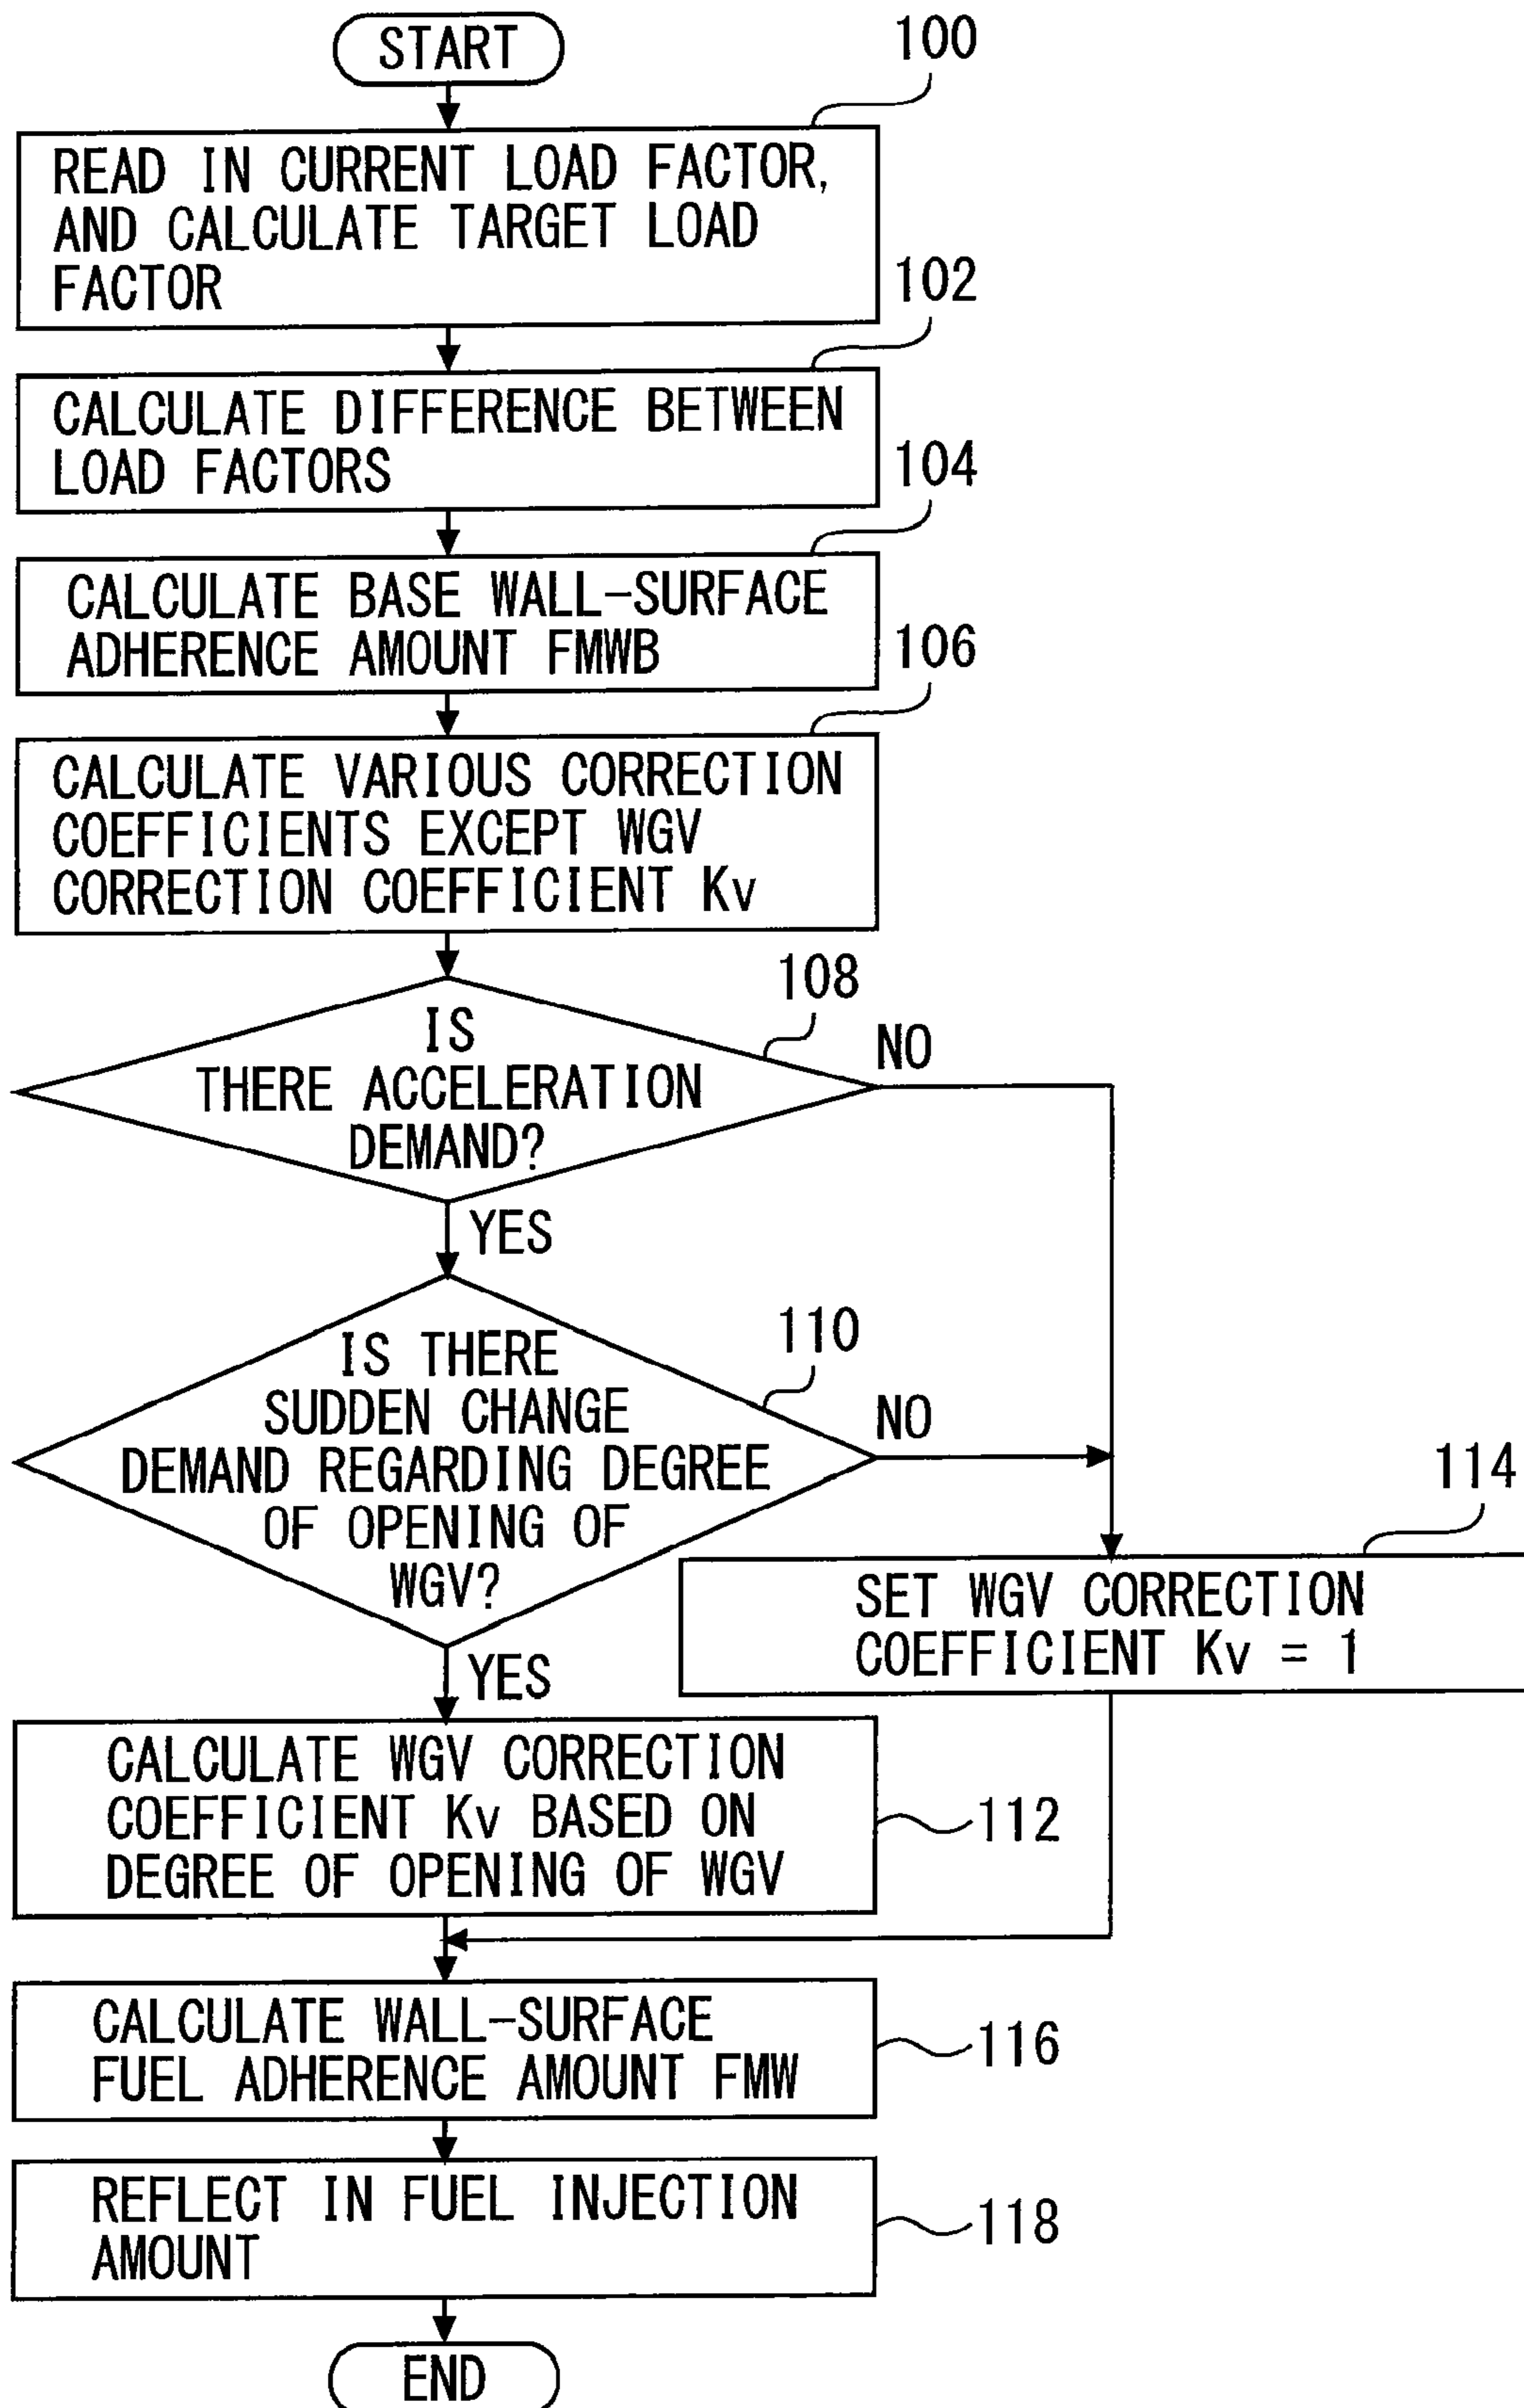 START
100
READ IN CURRENT LOAD FACTOR,
AND CALCULATE TARGET LOAD
FACTOR
102
CALCULATE DIFFERENCE BETWEEN
LOAD FACTORS
104
CALCULATE BASE WALL-SURFACE
ADHERENCE AMOUNT FMWB
106
CALCULATE VARIOUS CORRECTION
COEFFICIENTS EXCEPT WGV
CORRECTION COEFFICIENT Kv
108
IS
THERE ACCELERATION
DEMAND?
NO
YES
110
IS THERE
SUDDEN CHANGE
DEMAND REGARDING DEGREE
OF OPENING OF
WGV?
NO
YES
114
SET WGV CORRECTION
COEFFICIENT Kv = 1
CALCULATE WGV CORRECTION
COEFFICIENT Kv BASED ON
DEGREE OF OPENING OF WGV
112
CALCULATE WALL-SURFACE
FUEL ADHERENCE AMOUNT FMW
116
REFLECT IN FUEL INJECTION
AMOUNT
118
END